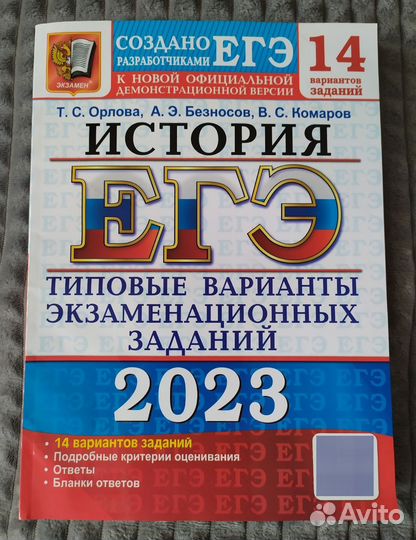 СОЗДАНО
РАЗРАБОТЧИКАМИ ЕГЭ
К НОВОЙ ОФИЦИАЛЬНОЙ
ДЕМОНСТРАЦИОННОЙ ВЕРСИИ
14
вариантов
заданий
ЭКЗАМЕН
Т. С. Орлова, А. Э. Безносов, В. С. Комаров
ИСТОРИЯ
ЕГЭ
ТИПОВЫЕ ВАРИАНТЫ
ЭКЗАМЕНАЦИОННЫХ
ЗАДАНИЙ
2023
• 14 вариантов заданий
• Подробные критерии оценивания
• Ответы
• Бланки ответов
Avito